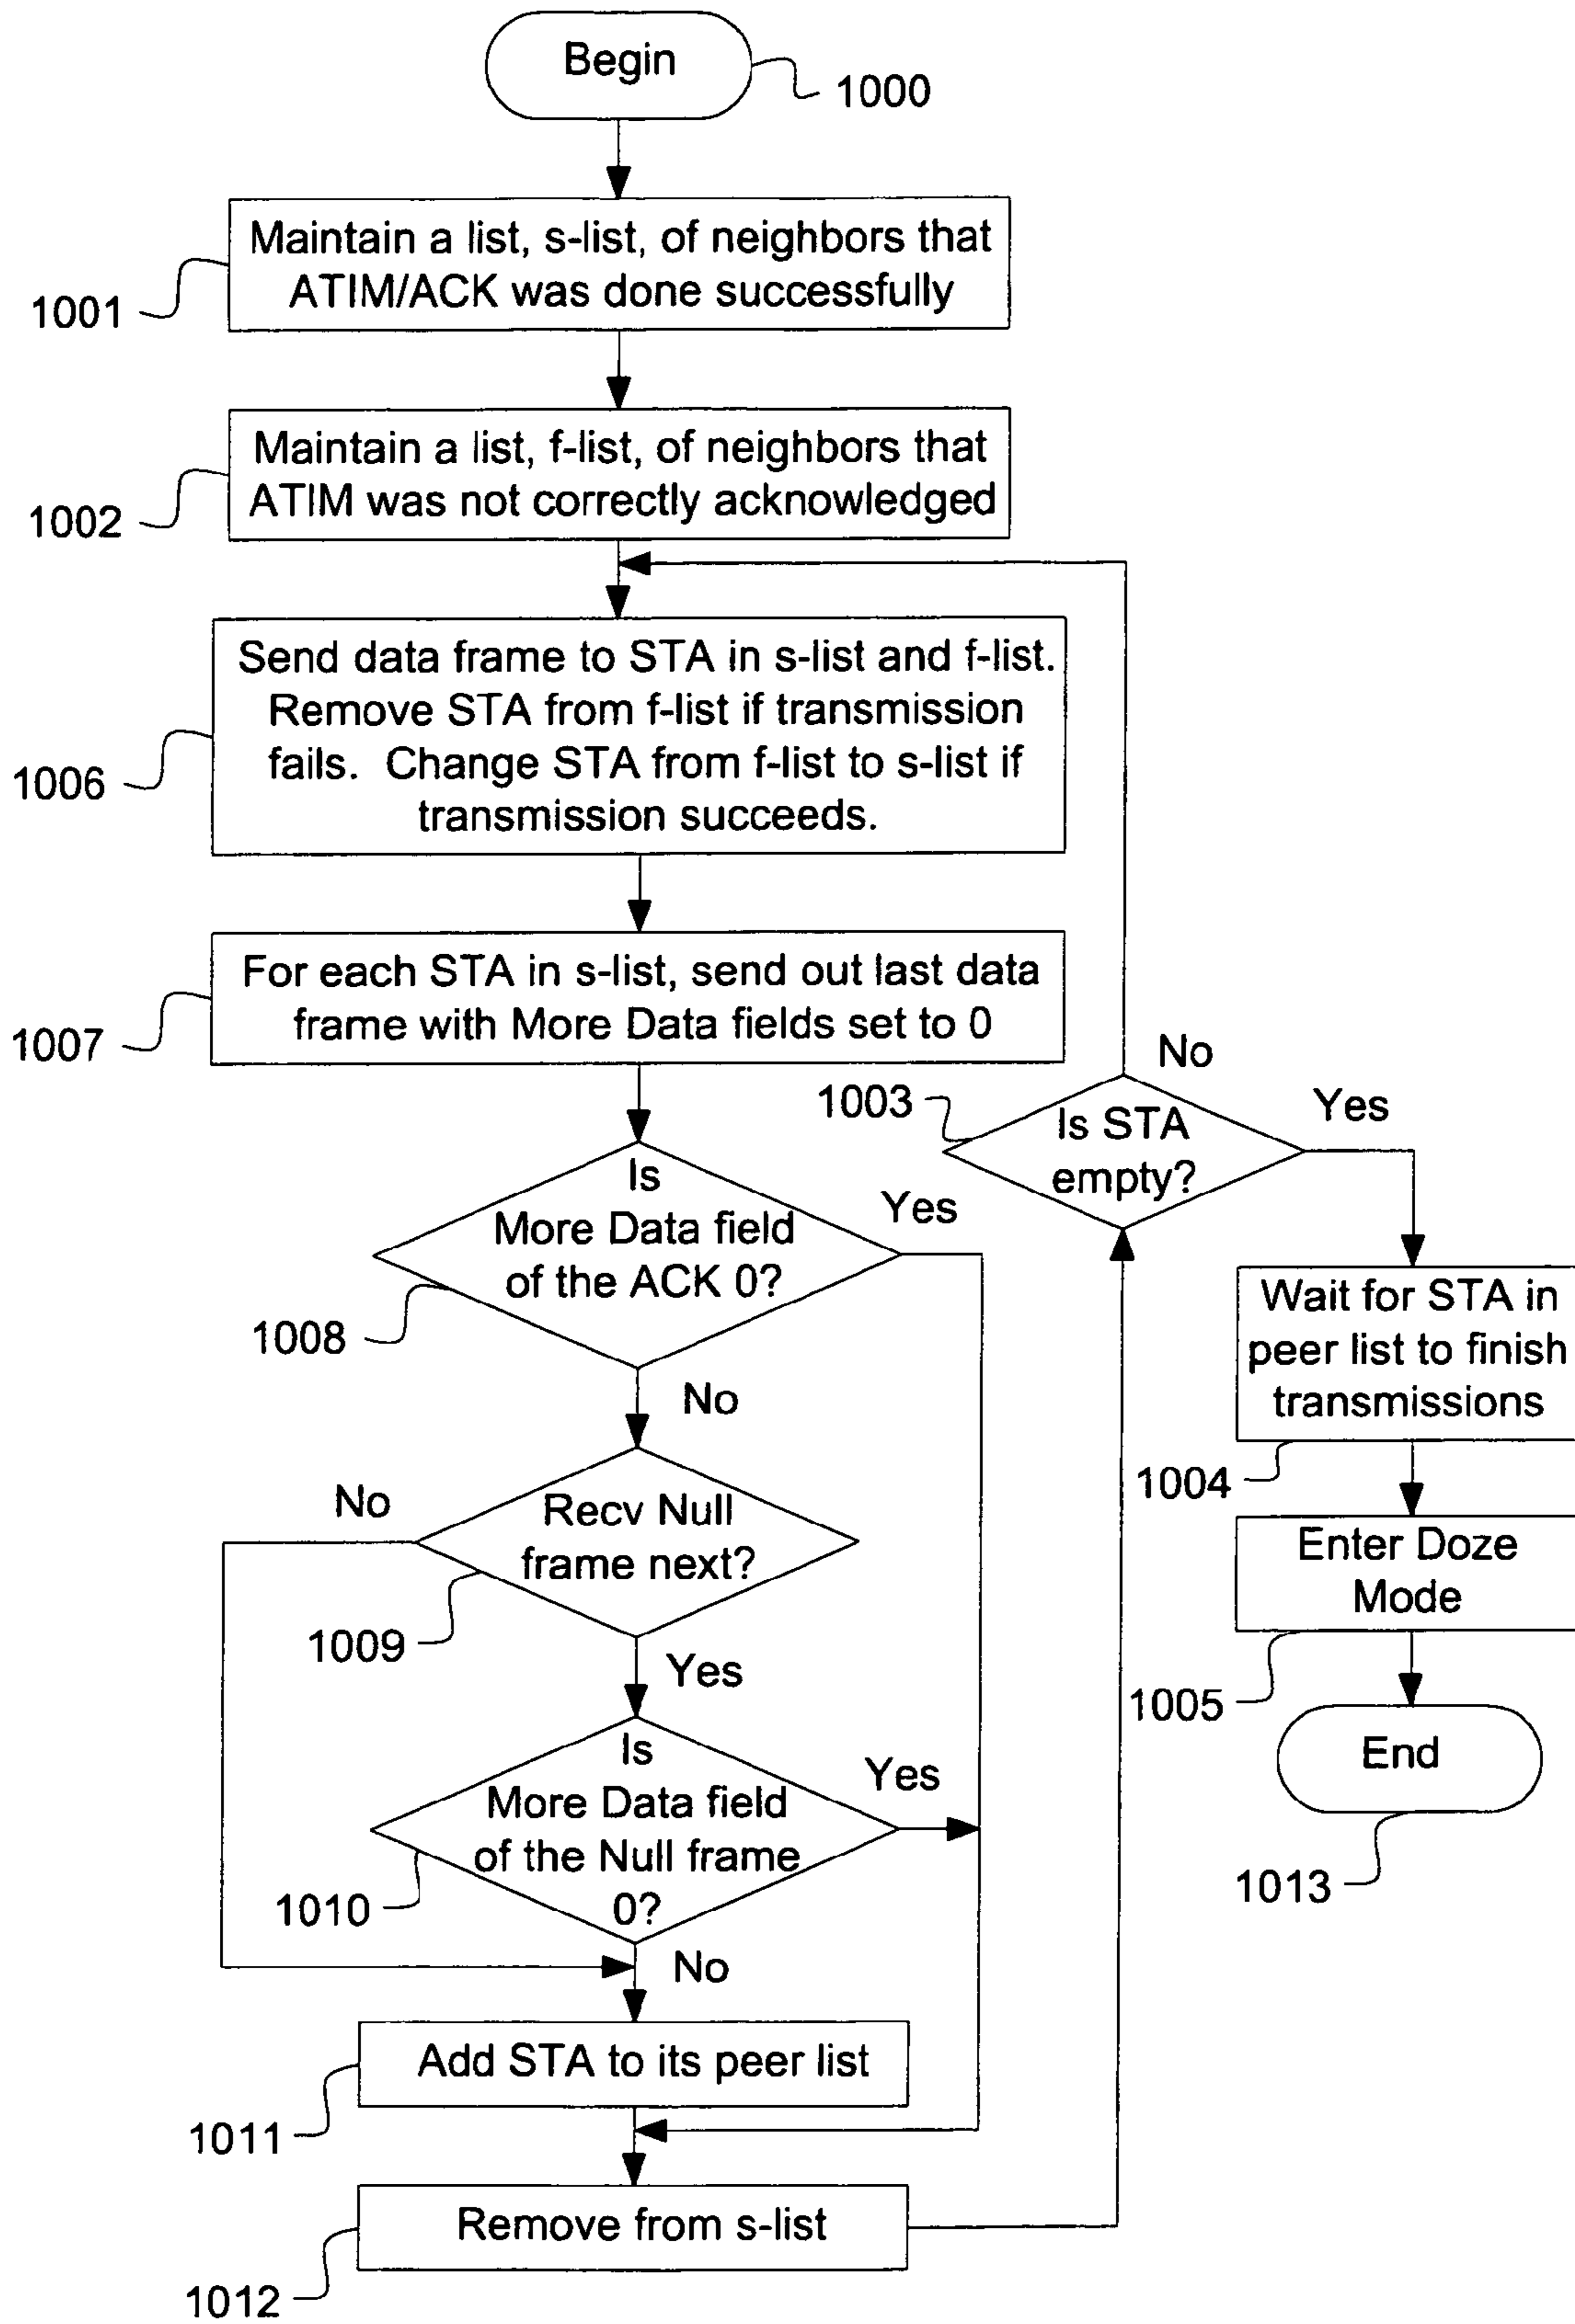 Begin
1000
Maintain a list, s-list, of neighbors that
ATIM/ACK was done successfully
1001
Maintain a list, f-list, of neighbors that
ATIM was not correctly acknowledged
1002
Send data frame to STA in s-list and f-list.
Remove STA from f-list if transmission
fails. Change STA from f-list to s-list if
transmission succeeds.
1006
For each STA in s-list, send out last data
frame with More Data fields set to 0
1007
No
1003
Is STA
empty?
Yes
Is
More Data field
of the ACK 0?
Yes
1008
No
Wait for STA in
peer list to finish
transmissions
1004
No
Recv Null
frame next?
1009
Yes
Enter Doze
Mode
1005
Is
More Data field
of the Null frame
0?
Yes
1010
No
End
1013
Add STA to its peer list
1011
Remove from s-list
1012